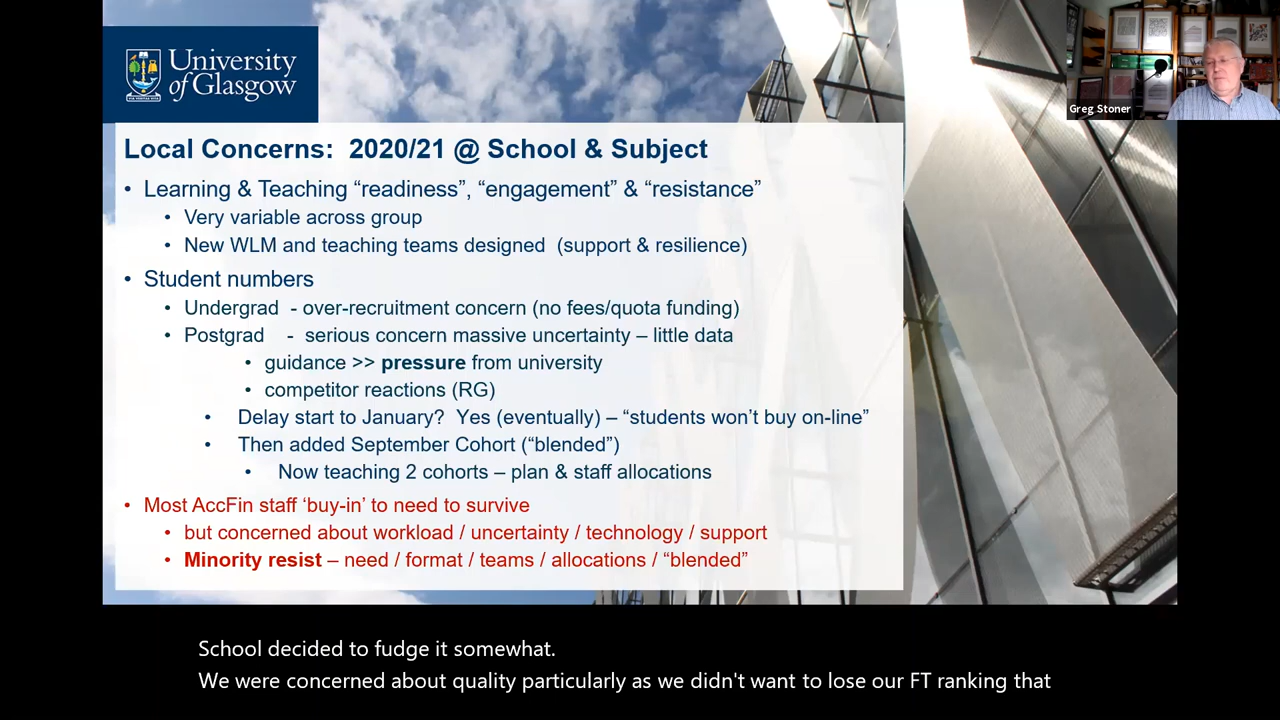 University
of Glasgow
Greg Stoner
Local Concerns: 2020/21 @ School & Subject
• Learning & Teaching “readiness”, “engagement” & “resistance”
• Very variable across group
• New WLM and teaching teams designed (support & resilience)
• Student numbers
• Undergrad - over-recruitment concern (no fees/quota funding)
• Postgrad - serious concern massive uncertainty – little data
• guidance >> pressure from university
• competitor reactions (RG)
• Delay start to January? Yes (eventually) – “students won’t buy on-line”
• Then added September Cohort (“blended”)
• Now teaching 2 cohorts – plan & staff allocations
• Most AccFin staff ‘buy-in’ to need to survive
• but concerned about workload / uncertainty / technology / support
• Minority resist – need / format / teams / allocations / “blended”
School decided to fudge it somewhat.
We were concerned about quality particularly as we didn't want to lose our FT ranking that